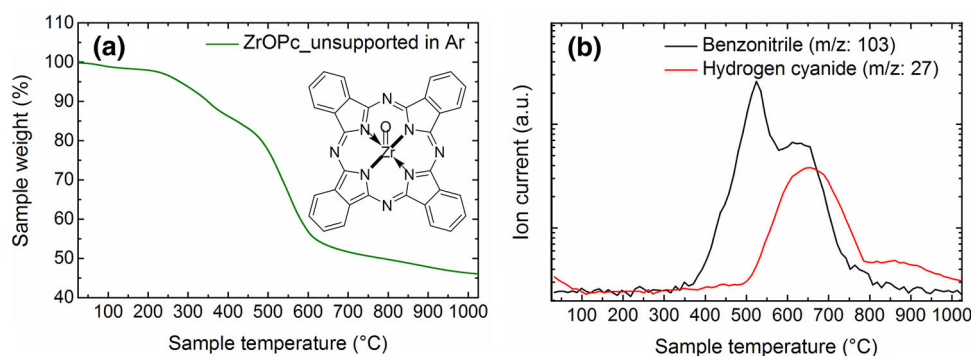 (a)
ZrOPc_unsupported in Ar
Sample weight (%)
100
90
80
70
60
50
40
0 100 200 300 400 500 600 700 800 900 1000
Sample temperature (°C)
N
N
N
N
N
N
N
N
O
Zr
(b)
Benzonitrile (m/z: 103)
Hydrogen cyanide (m/z: 27)
Ion current (a.u.)
100 200 300 400 500 600 700 800 900 1000
Sample temperature (°C)